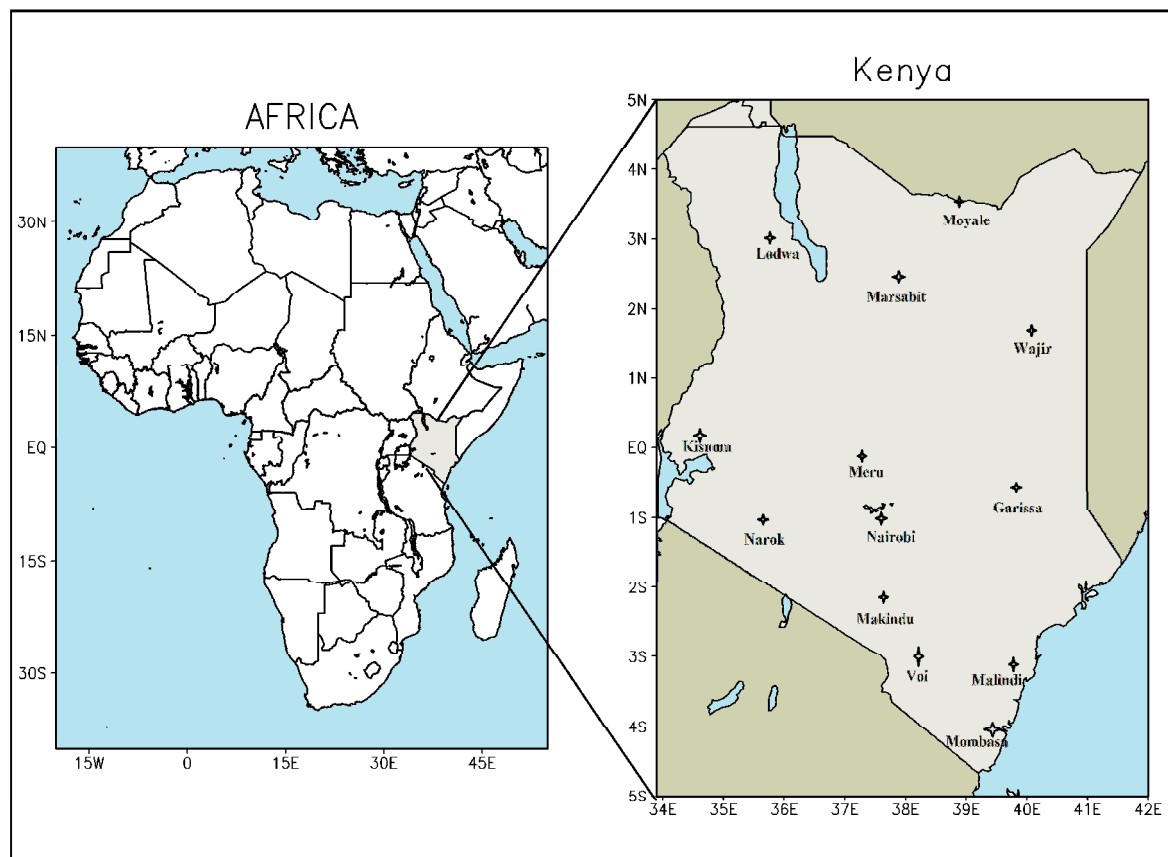 AFRICA
30N
15N
EQ
15S
30S
15W
0
15E
30E
45E
Kenya
5N
4N
3N
2N
1N
EQ
1S
2S
3S
4S
5S
34E
35E
36E
37E
38E
39E
40E
41E
42E
Moyale
Lodwa
Marsabit
Wajir
Kisumu
Meru
Garissa
Narok
Nairobi
Makindu
Voi
Malindi
Mombasa